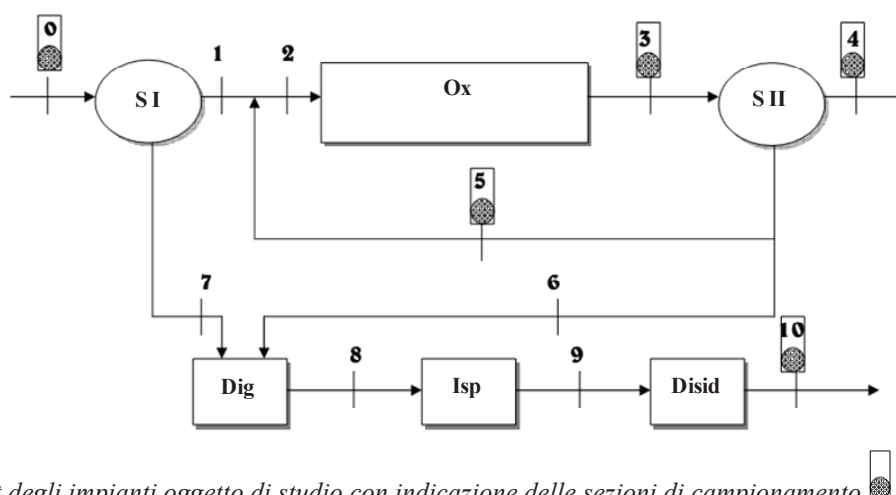 0
1
2
3
4
S I
Ox
S II
5
7
6
8
9
10
Dig
Isp
Disid
degli impianti oggetto di studio con indicazione delle sezioni di campionamento